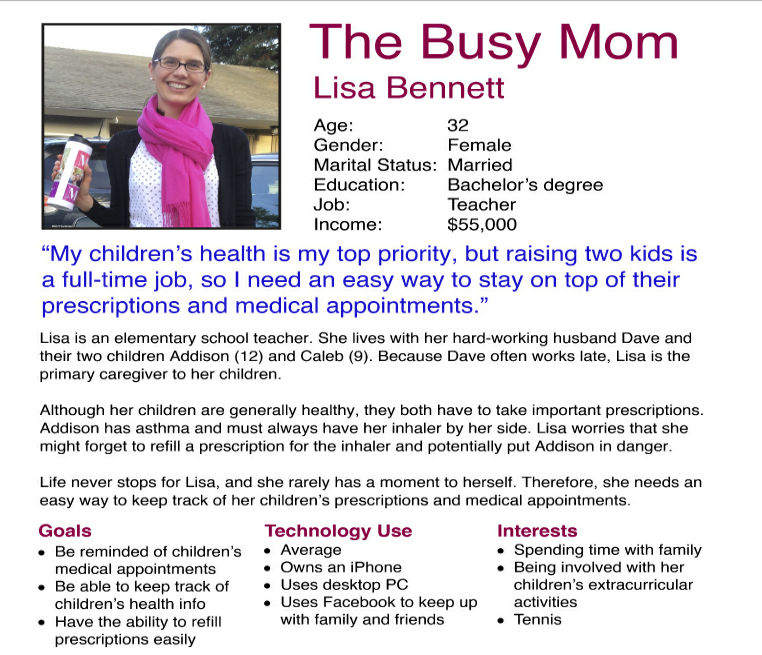 The Busy Mom
Lisa Bennett
Age: 32
Gender: Female
Marital Status: Married
Education: Bachelor’s degree
Job: Teacher
Income: $55,000
“My children’s health is my top priority, but raising two kids is
a full-time job, so I need an easy way to stay on top of their
prescriptions and medical appointments.”
Lisa is an elementary school teacher. She lives with her hard-working husband Dave and
their two children Addison (12) and Caleb (9). Because Dave often works late, Lisa is the
primary caregiver to her children.
Although her children are generally healthy, they both have to take important prescriptions.
Addison has asthma and must always have her inhaler by her side. Lisa worries that she
might forget to refill a prescription for the inhaler and potentially put Addison in danger.
Life never stops for Lisa, and she rarely has a moment to herself. Therefore, she needs an
easy way to keep track of her children’s prescriptions and medical appointments.
Goals
• Be reminded of children’s
medical appointments
• Be able to keep track of
children’s health info
• Have the ability to refill
prescriptions easily
Technology Use
• Average
• Owns an iPhone
• Uses desktop PC
• Uses Facebook to keep up
with family and friends
Interests
• Spending time with family
• Being involved with her
children’s extracurricular
activities
• Tennis